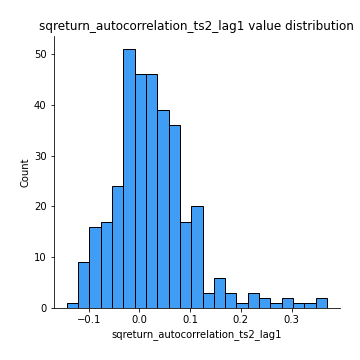 sqreturn_autocorrelation_ts2_lag1 value distribution
50
40
30
20
10
0
Count
−0.1 0.0 0.1 0.2 0.3
sqreturn_autocorrelation_ts2_lag1